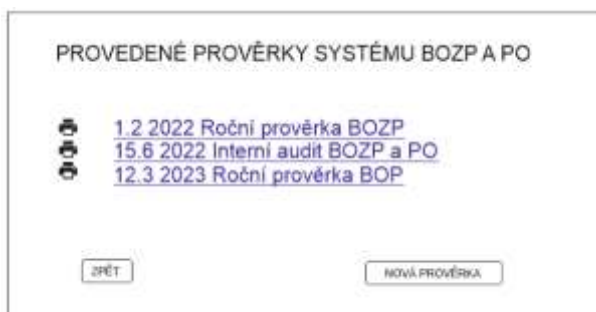 PROVEDENÉ PROVĚRKY SYSTÉMU BOZP A PO
1.2 2022 Roční prověrka BOZP
15.6 2022 Interní audit BOZP a PO
12.3 2023 Roční prověrka BOP
ZPĚT
NOVÁ PROVĚRKA